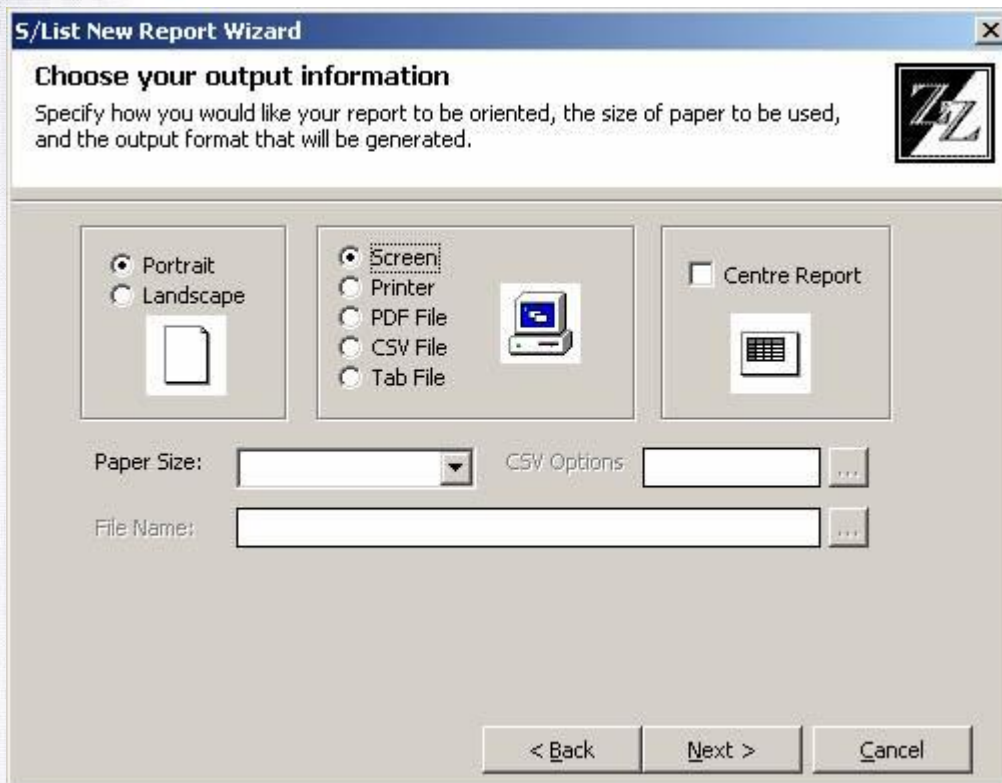 S/List New Report Wizard
Choose your output information
Specify how you would like your report to be oriented, the size of paper to be used,
and the output format that will be generated.
ZZ
Portrait
Landscape
Screen
Printer
PDF File
CSV File
Tab File
Centre Report
Paper Size:
CSV Options
...
File Name:
...
< Back
Next >
Cancel